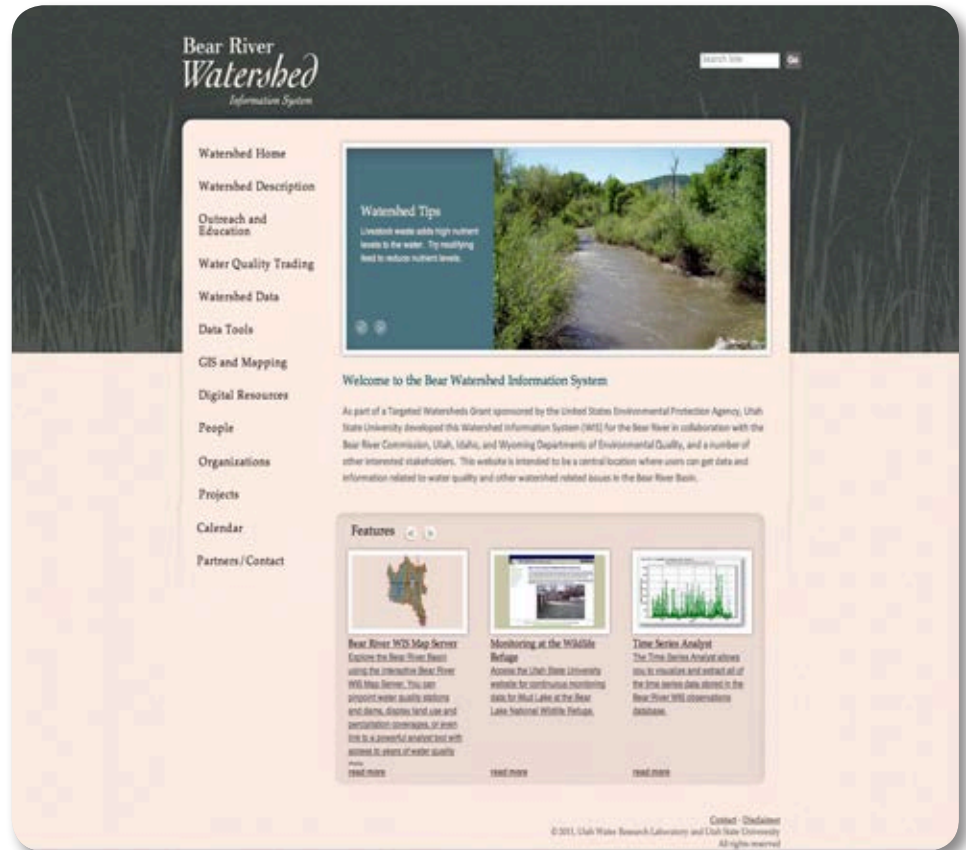 Bear River
Watershed
Information System
Search Site
Go
Watershed Home
Watershed Description
Outreach and
Education
Water Quality Trading
Watershed Data
Data Tools
GIS and Mapping
Digital Resources
People
Organizations
Projects
Calendar
Partners/Contact
Watershed Tips
Livestock waste adds high nutrient
levels to the water. Try modifying
feed to reduce nutrient levels.
Welcome to the Bear Watershed Information System
As part of a Targeted Watersheds Grant sponsored by the United States Environmental Protection Agency, Utah
State University developed this Watershed Information System (WIS) for the Bear River in collaboration with the
Bear River Commission, Utah, Idaho, and Wyoming Departments of Environmental Quality, and a number of
other interested stakeholders. This website is intended to be a central location where users can get data and
information related to water quality and other watershed related issues in the Bear River Basin.
Features
< >
Bear River WIS Map Server
Explore the Bear River Basin
using the interactive Bear River
WIS Map Server. You can
pinpoint water quality stations
and dams, display land use and
percipitation coverages, or even
link to a powerful analyst tool with
access to years of water quality
read more
Monitoring at the Wildlife
Refuge
Access the Utah State University
website for continuous monitoring
data for Mud Lake at the Bear
Lake National Wildlife Refuge.
read more
Time Series Analyst
The Time Series Analyst allows
you to visualize and extract all of
the time series data stored in the
Bear River WIS observations
database.
read more
Contact - Disclaimer
© 2011, Utah Water Research Laboratory and Utah State University
All rights reserved